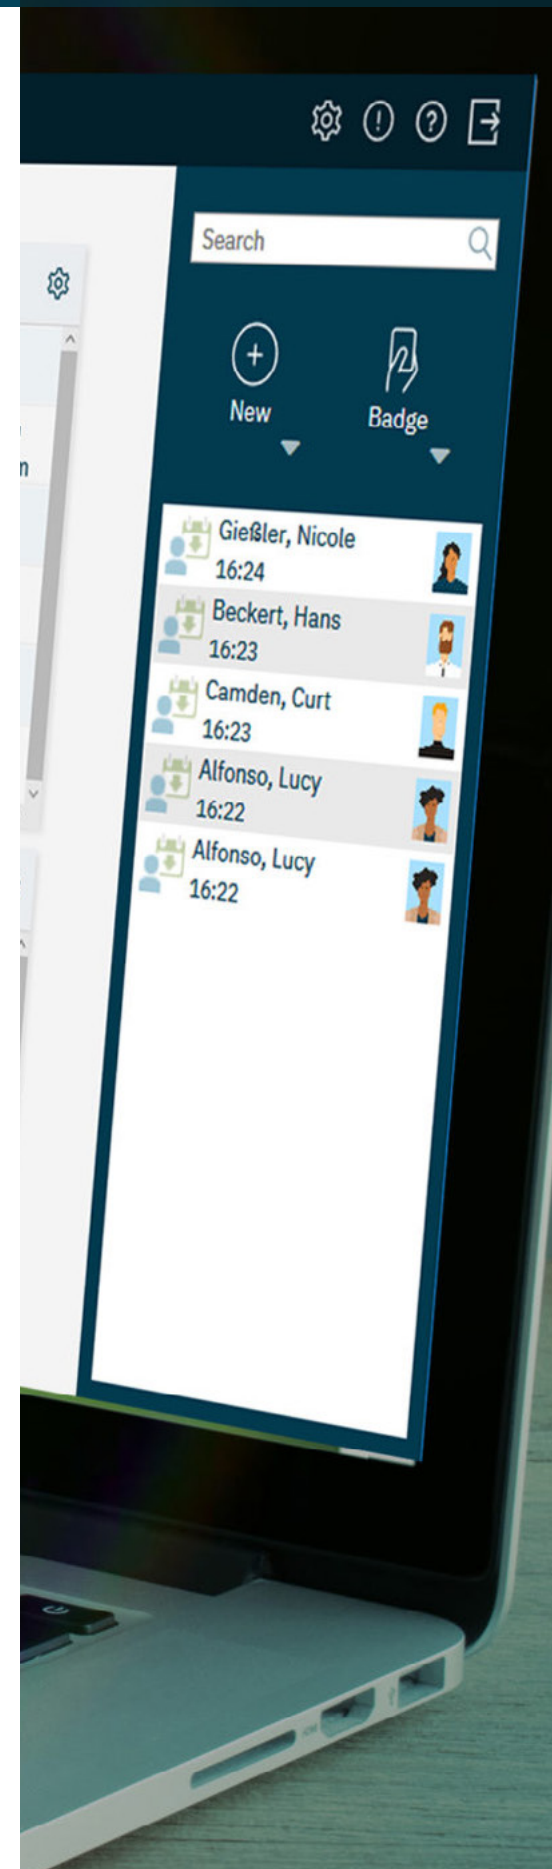 Search
New
Badge
Gießler, Nicole
16:24
Beckert, Hans
16:23
Camden, Curt
16:23
Alfonso, Lucy
16:22
Alfonso, Lucy
16:22
HDMI